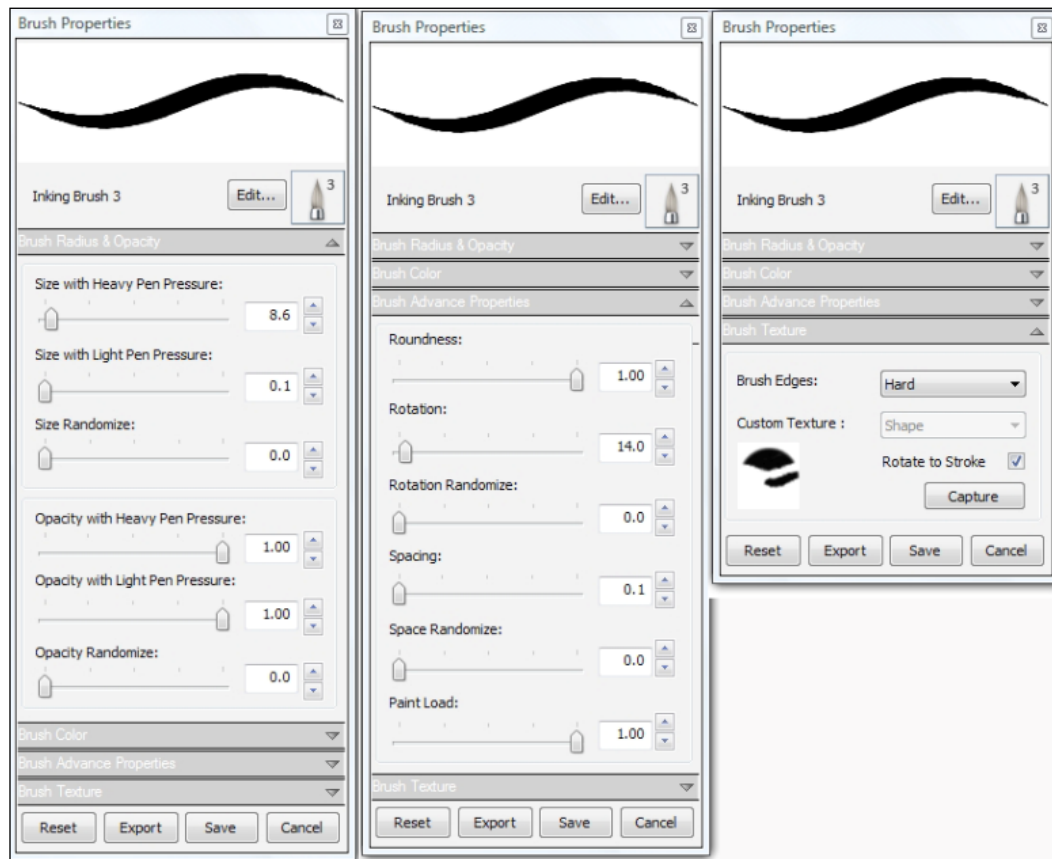 Brush Properties
3
Inking Brush 3
Edit...
Brush Radius & Opacity
Size with Heavy Pen Pressure:
8.6
Size with Light Pen Pressure:
0.1
Size Randomize:
0.0
Opacity with Heavy Pen Pressure:
1.00
Opacity with Light Pen Pressure:
1.00
Opacity Randomize:
0.0
Brush Color
Brush Advance Properties
Brush Texture
Reset Export Save Cancel
Brush Properties
3
Inking Brush 3
Edit...
Brush Radius & Opacity
Brush Color
Brush Advance Properties
Roundness:
1.00
Rotation:
14.0
Rotation Randomize:
0.0
Spacing:
0.1
Space Randomize:
0.0
Paint Load:
1.00
Brush Texture
Reset Export Save Cancel
Brush Properties
3
Inking Brush 3
Edit...
Brush Radius & Opacity
Brush Color
Brush Advance Properties
Brush Texture
Brush Edges: Hard
Custom Texture : Shape
Rotate to Stroke
Capture
Reset Export Save Cancel